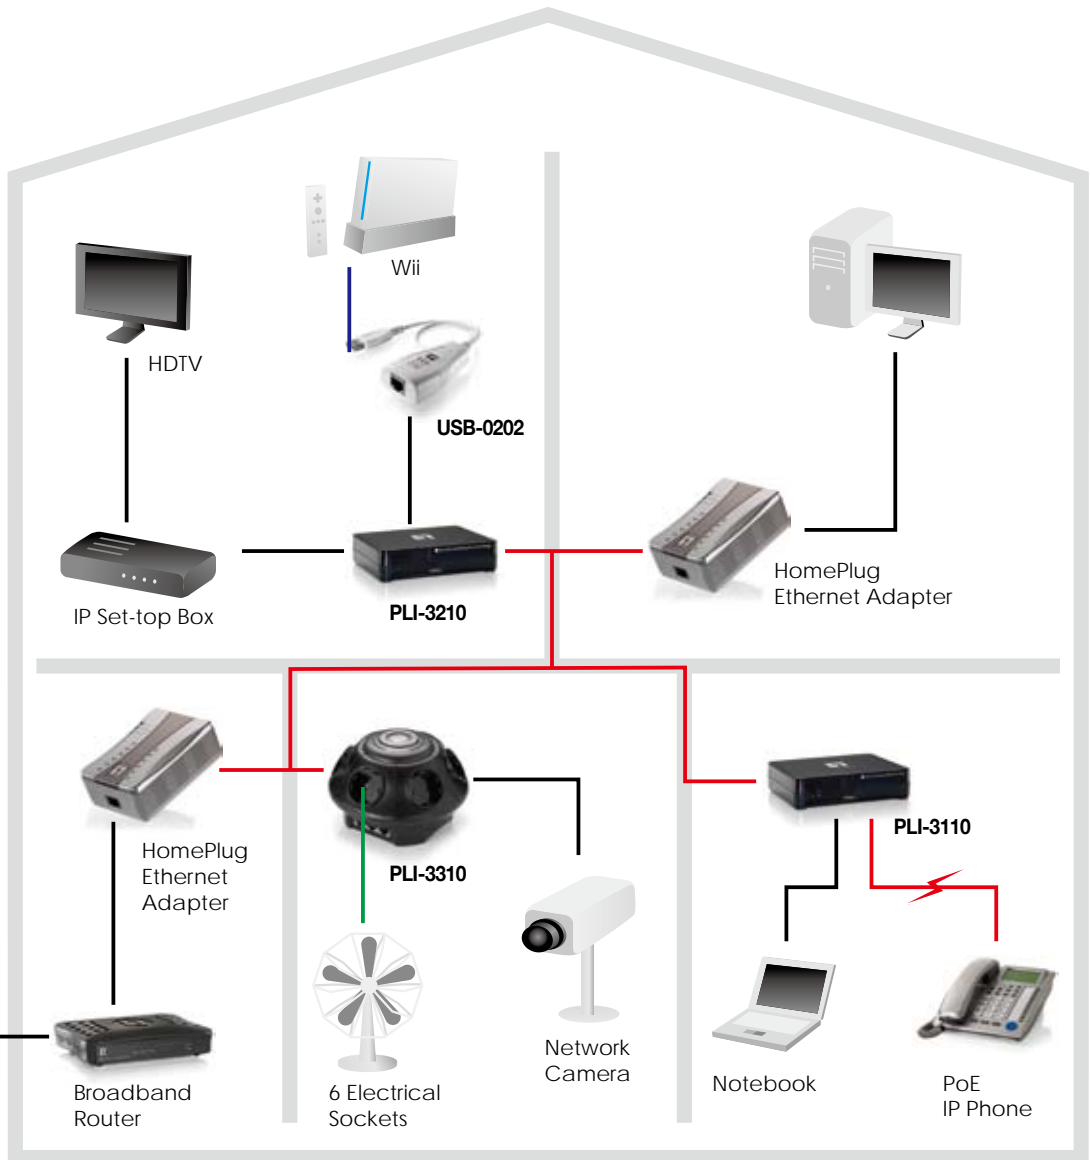 Wii
HDTV
USB-0202
HomePlug
Ethernet Adapter
IP Set-top Box
PLI-3210
HomePlug
Ethernet
Adapter
PLI-3310
PLI-3110
Broadband
Router
6 Electrical
Sockets
Network
Camera
Notebook
PoE
IP Phone